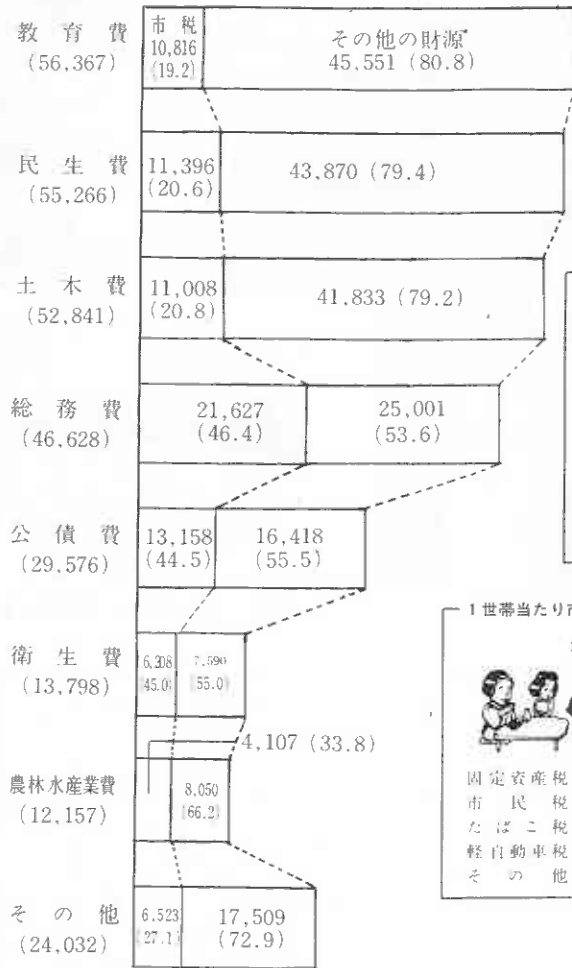 教育費
(56,367)
市税
10,816
(19.2)
その他の財源
45,551 (80.8)
民生費
(55,266)
11,396
(20.6)
43,870 (79.4)
土木費
(52,841)
11,008
(20.8)
41,833 (79.2)
総務費
(46,628)
21,627
(46.4)
25,001
(53.6)
公債費
(29,576)
13,158
(44.5)
16,418
(55.5)
衛生費
(13,798)
6,208
(45.0)
7,590
(55.0)
農林水産業費
(12,157)
4,107 (33.8)
8,050
(66.2)
その他
(24,032)
6,523
(27.1)
17,509
(72.9)
1世帯当たり市
固定資産税
市民税
たばこ税
軽自動車税
その他